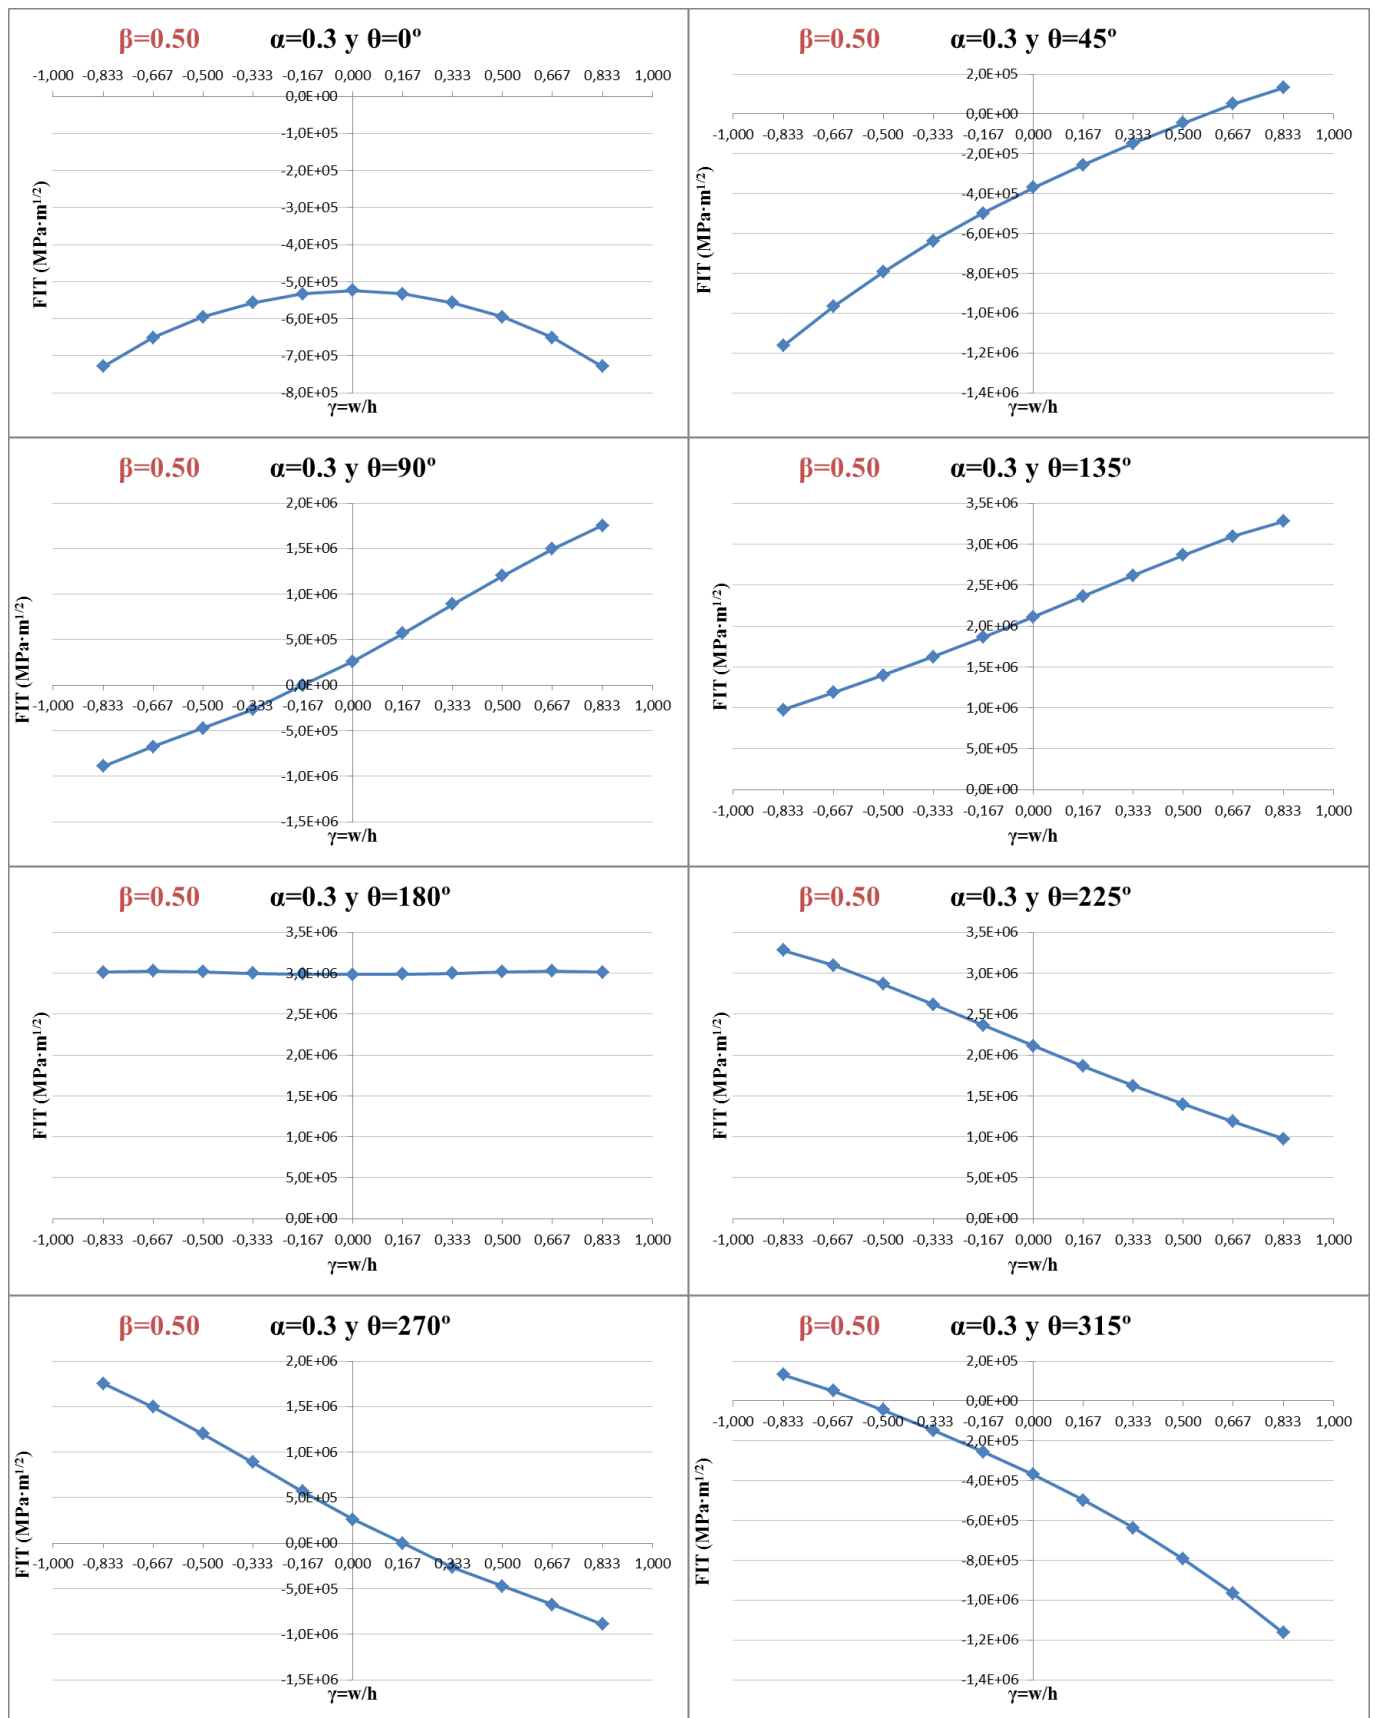 β=0.50 α=0.3 y θ=0º
-1,000 -0,833 -0,667 -0,500 -0,333 -0,167 0,000 0,167 0,333 0,500 0,667 0,833 1,000
0,0E+00
-1,0E+05
-2,0E+05
-3,0E+05
-4,0E+05
-5,0E+05
-6,0E+05
-7,0E+05
-8,0E+05
FIT (MPa·m1/2)
γ=w/h
β=0.50 α=0.3 y θ=45º
2,0E+05
0,0E+00
-1,000 -0,833 -0,667 -0,500 -0,333 -0,167 0,000 0,167 0,333 0,500 0,667 0,833 1,000
-2,0E+05
-4,0E+05
-6,0E+05
-8,0E+05
-1,0E+06
-1,2E+06
-1,4E+06
FIT (MPa·m1/2)
γ=w/h
β=0.50 α=0.3 y θ=90º
2,0E+06
1,5E+06
1,0E+06
5,0E+05
0,0E+00
-1,000 -0,833 -0,667 -0,500 -0,333 -0,167 0,000 0,167 0,333 0,500 0,667 0,833 1,000
-5,0E+05
-1,0E+06
-1,5E+06
FIT (MPa·m1/2)
γ=w/h
β=0.50 α=0.3 y θ=135º
3,5E+06
3,0E+06
2,5E+06
2,0E+06
1,5E+06
1,0E+06
5,0E+05
0,0E+00
-1,000 -0,833 -0,667 -0,500 -0,333 -0,167 0,000 0,167 0,333 0,500 0,667 0,833 1,000
FIT (MPa·m1/2)
γ=w/h
β=0.50 α=0.3 y θ=180º
3,5E+06
3,0E+06
2,5E+06
2,0E+06
1,5E+06
1,0E+06
5,0E+05
0,0E+00
-1,000 -0,833 -0,667 -0,500 -0,333 -0,167 0,000 0,167 0,333 0,500 0,667 0,833 1,000
FIT (MPa·m1/2)
γ=w/h
β=0.50 α=0.3 y θ=225º
3,5E+06
3,0E+06
2,5E+06
2,0E+06
1,5E+06
1,0E+06
5,0E+05
0,0E+00
-1,000 -0,833 -0,667 -0,500 -0,333 -0,167 0,000 0,167 0,333 0,500 0,667 0,833 1,000
FIT (MPa·m1/2)
γ=w/h
β=0.50 α=0.3 y θ=270º
2,0E+06
1,5E+06
1,0E+06
5,0E+05
0,0E+00
-1,000 -0,833 -0,667 -0,500 -0,333 -0,167 0,000 0,167 0,333 0,500 0,667 0,833 1,000
-5,0E+05
-1,0E+06
-1,5E+06
FIT (MPa·m1/2)
γ=w/h
β=0.50 α=0.3 y θ=315º
2,0E+05
0,0E+00
-1,000 -0,833 -0,667 -0,500 -0,333 -0,167 0,000 0,167 0,333 0,500 0,667 0,833 1,000
-2,0E+05
-4,0E+05
-6,0E+05
-8,0E+05
-1,0E+06
-1,2E+06
-1,4E+06
FIT (MPa·m1/2)
γ=w/h